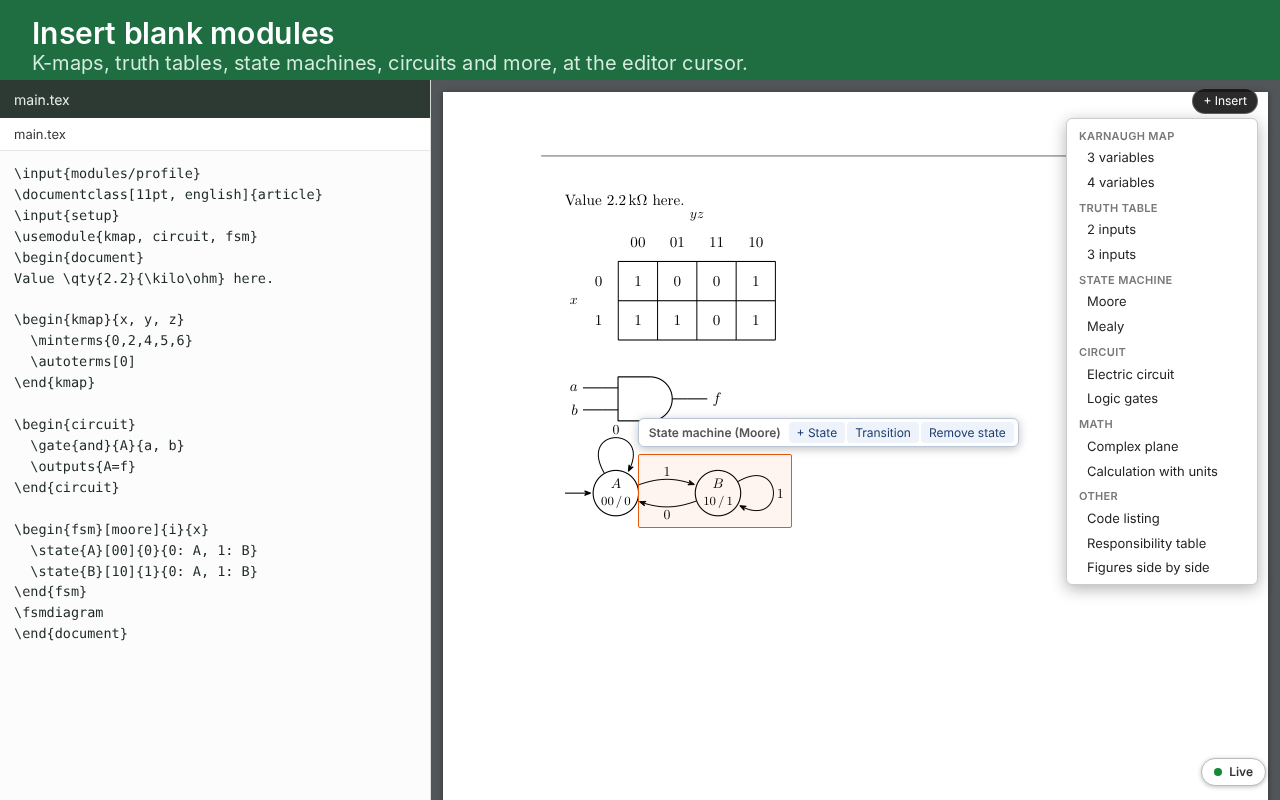 Insert blank modules
K-maps, truth tables, state machines, circuits and more, at the editor cursor.
main.tex
main.tex
\input{modules/profile}
\documentclass[11pt, english]{article}
\input{setup}
\usemodule{kmap, circuit, fsm}
\begin{document}
Value \qty{2.2}{\kilo\ohm} here.
\begin{kmap}{x, y, z}
\minterms{0,2,4,5,6}
\autoterms[0]
\end{kmap}
\begin{circuit}
\gate{and}{A}{a, b}
\outputs{A=f}
\end{circuit}
\begin{fsm}[moore]{i}{x}
\state{A}[00]{0}{0: A, 1: B}
\state{B}[10]{1}{0: A, 1: B}
\end{fsm}
\fsmdiagram
\end{document}
Value 2.2 kΩ here.
yz
00 01 11 10
0 1 0 0 1
x
1 1 1 0 1
a
b
f
State machine (Moore) + State Transition Remove state
0
A
00 / 0
1
0
B
10 / 1
1
+ Insert
KARNAUGH MAP
3 variables
4 variables
TRUTH TABLE
2 inputs
3 inputs
STATE MACHINE
Moore
Mealy
CIRCUIT
Electric circuit
Logic gates
MATH
Complex plane
Calculation with units
OTHER
Code listing
Responsibility table
Figures side by side
Live